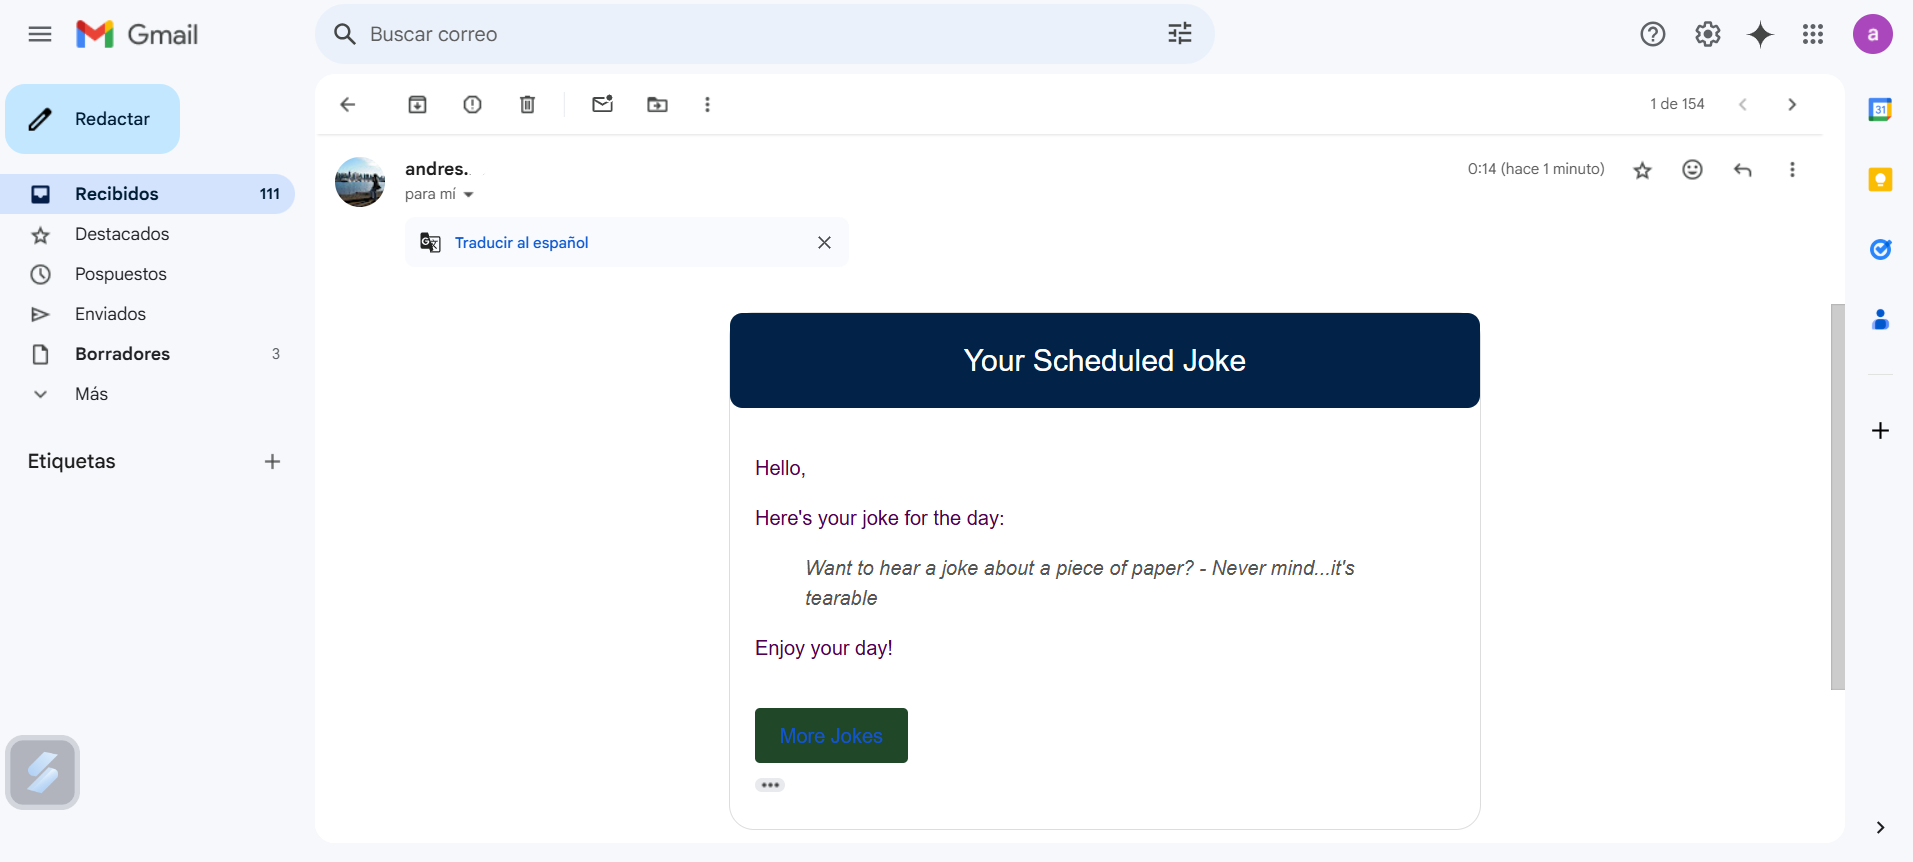 Gmail
Buscar correo
Redactar
1 de 154
31
andres.
0:14 (hace 1 minuto)
a
para mí
Recibidos 111
Destacados
Pospuestos
Enviados
Borradores 3
Más
Etiquetas
Traducir al español
Your Scheduled Joke
Hello,
Here's your joke for the day:
Want to hear a joke about a piece of paper? - Never mind...it's
tearable
Enjoy your day!
More Jokes